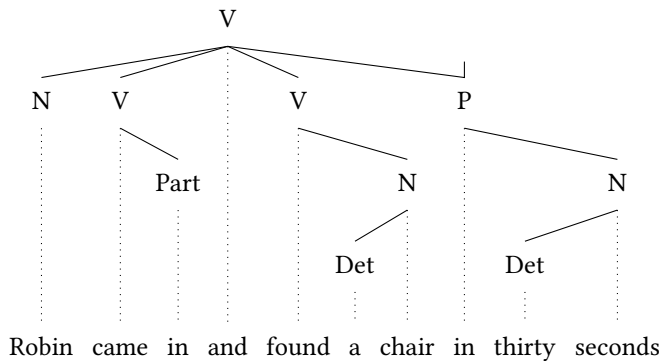 V
N V V P
Part N N
Det Det
Robin came in and found a chair in thirty seconds